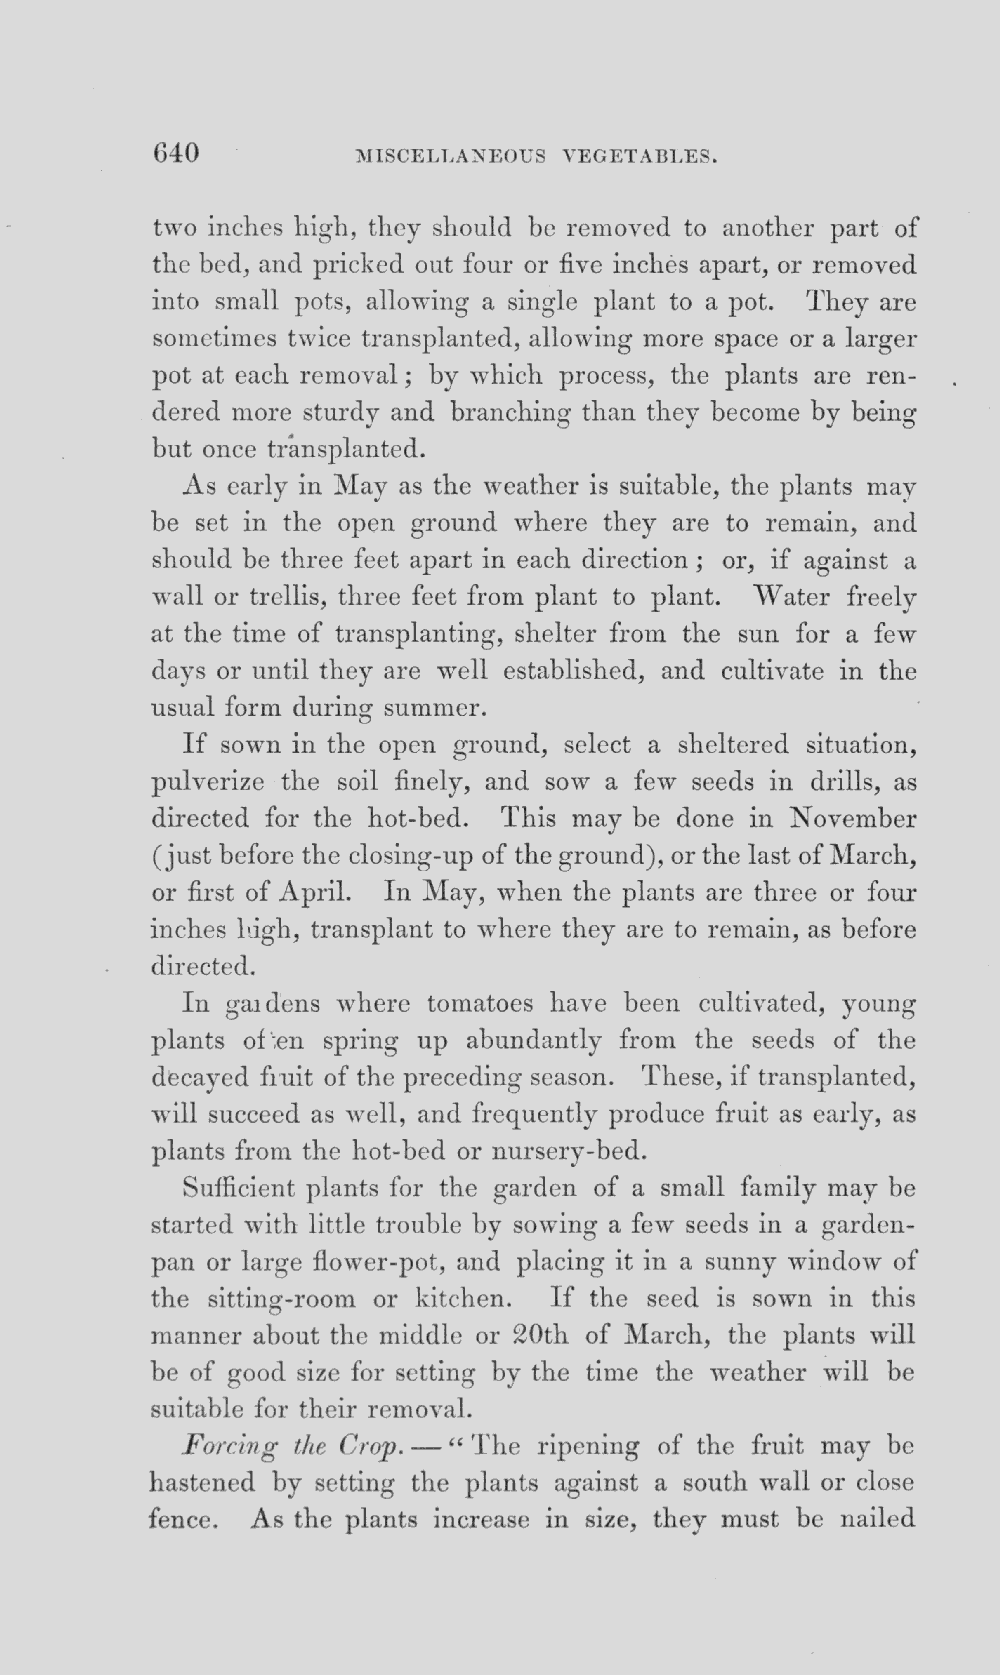 640 MISCELLANEOUS VEGETABLES.
two inches high, they should be removed to another part of
the bed, and pricked out four or five inches apart, or removed
into small pots, allowing a single plant to a pot. They are
sometimes twice transplanted, allowing more space or a larger
pot at each removal; by which process, the plants are ren-
dered more sturdy and branching than they become by being
but once transplanted.
As early in May as the weather is suitable, the plants may
be set in the open ground where they are to remain, and
should be three feet apart in each direction; or, if against a
wall or trellis, three feet from plant to plant. Water freely
at the time of transplanting, shelter from the sun for a few
days or until they are well established, and cultivate in the
usual form during summer.
If sown in the open ground, select a sheltered situation,
pulverize the soil finely, and sow a few seeds in drills, as
directed for the hot-bed. This may be done in November
(just before the closing-up of the ground), or the last of March,
or first of April. In May, when the plants are three or four
inches high, transplant to where they are to remain, as before
directed.
In gardens where tomatoes have been cultivated, young
plants often spring up abundantly from the seeds of the
decayed fruit of the preceding season. These, if transplanted,
will succeed as well, and frequently produce fruit as early, as
plants from the hot-bed or nursery-bed.
Sufficient plants for the garden of a small family may be
started with little trouble by sowing a few seeds in a garden-
pan or large flower-pot, and placing it in a sunny window of
the sitting-room or kitchen. If the seed is sown in this
manner about the middle or 20th of March, the plants will
be of good size for setting by the time the weather will be
suitable for their removal.
Forcing the Crop. — “The ripening of the fruit may be
hastened by setting the plants against a south wall or close
fence. As the plants increase in size, they must be nailed